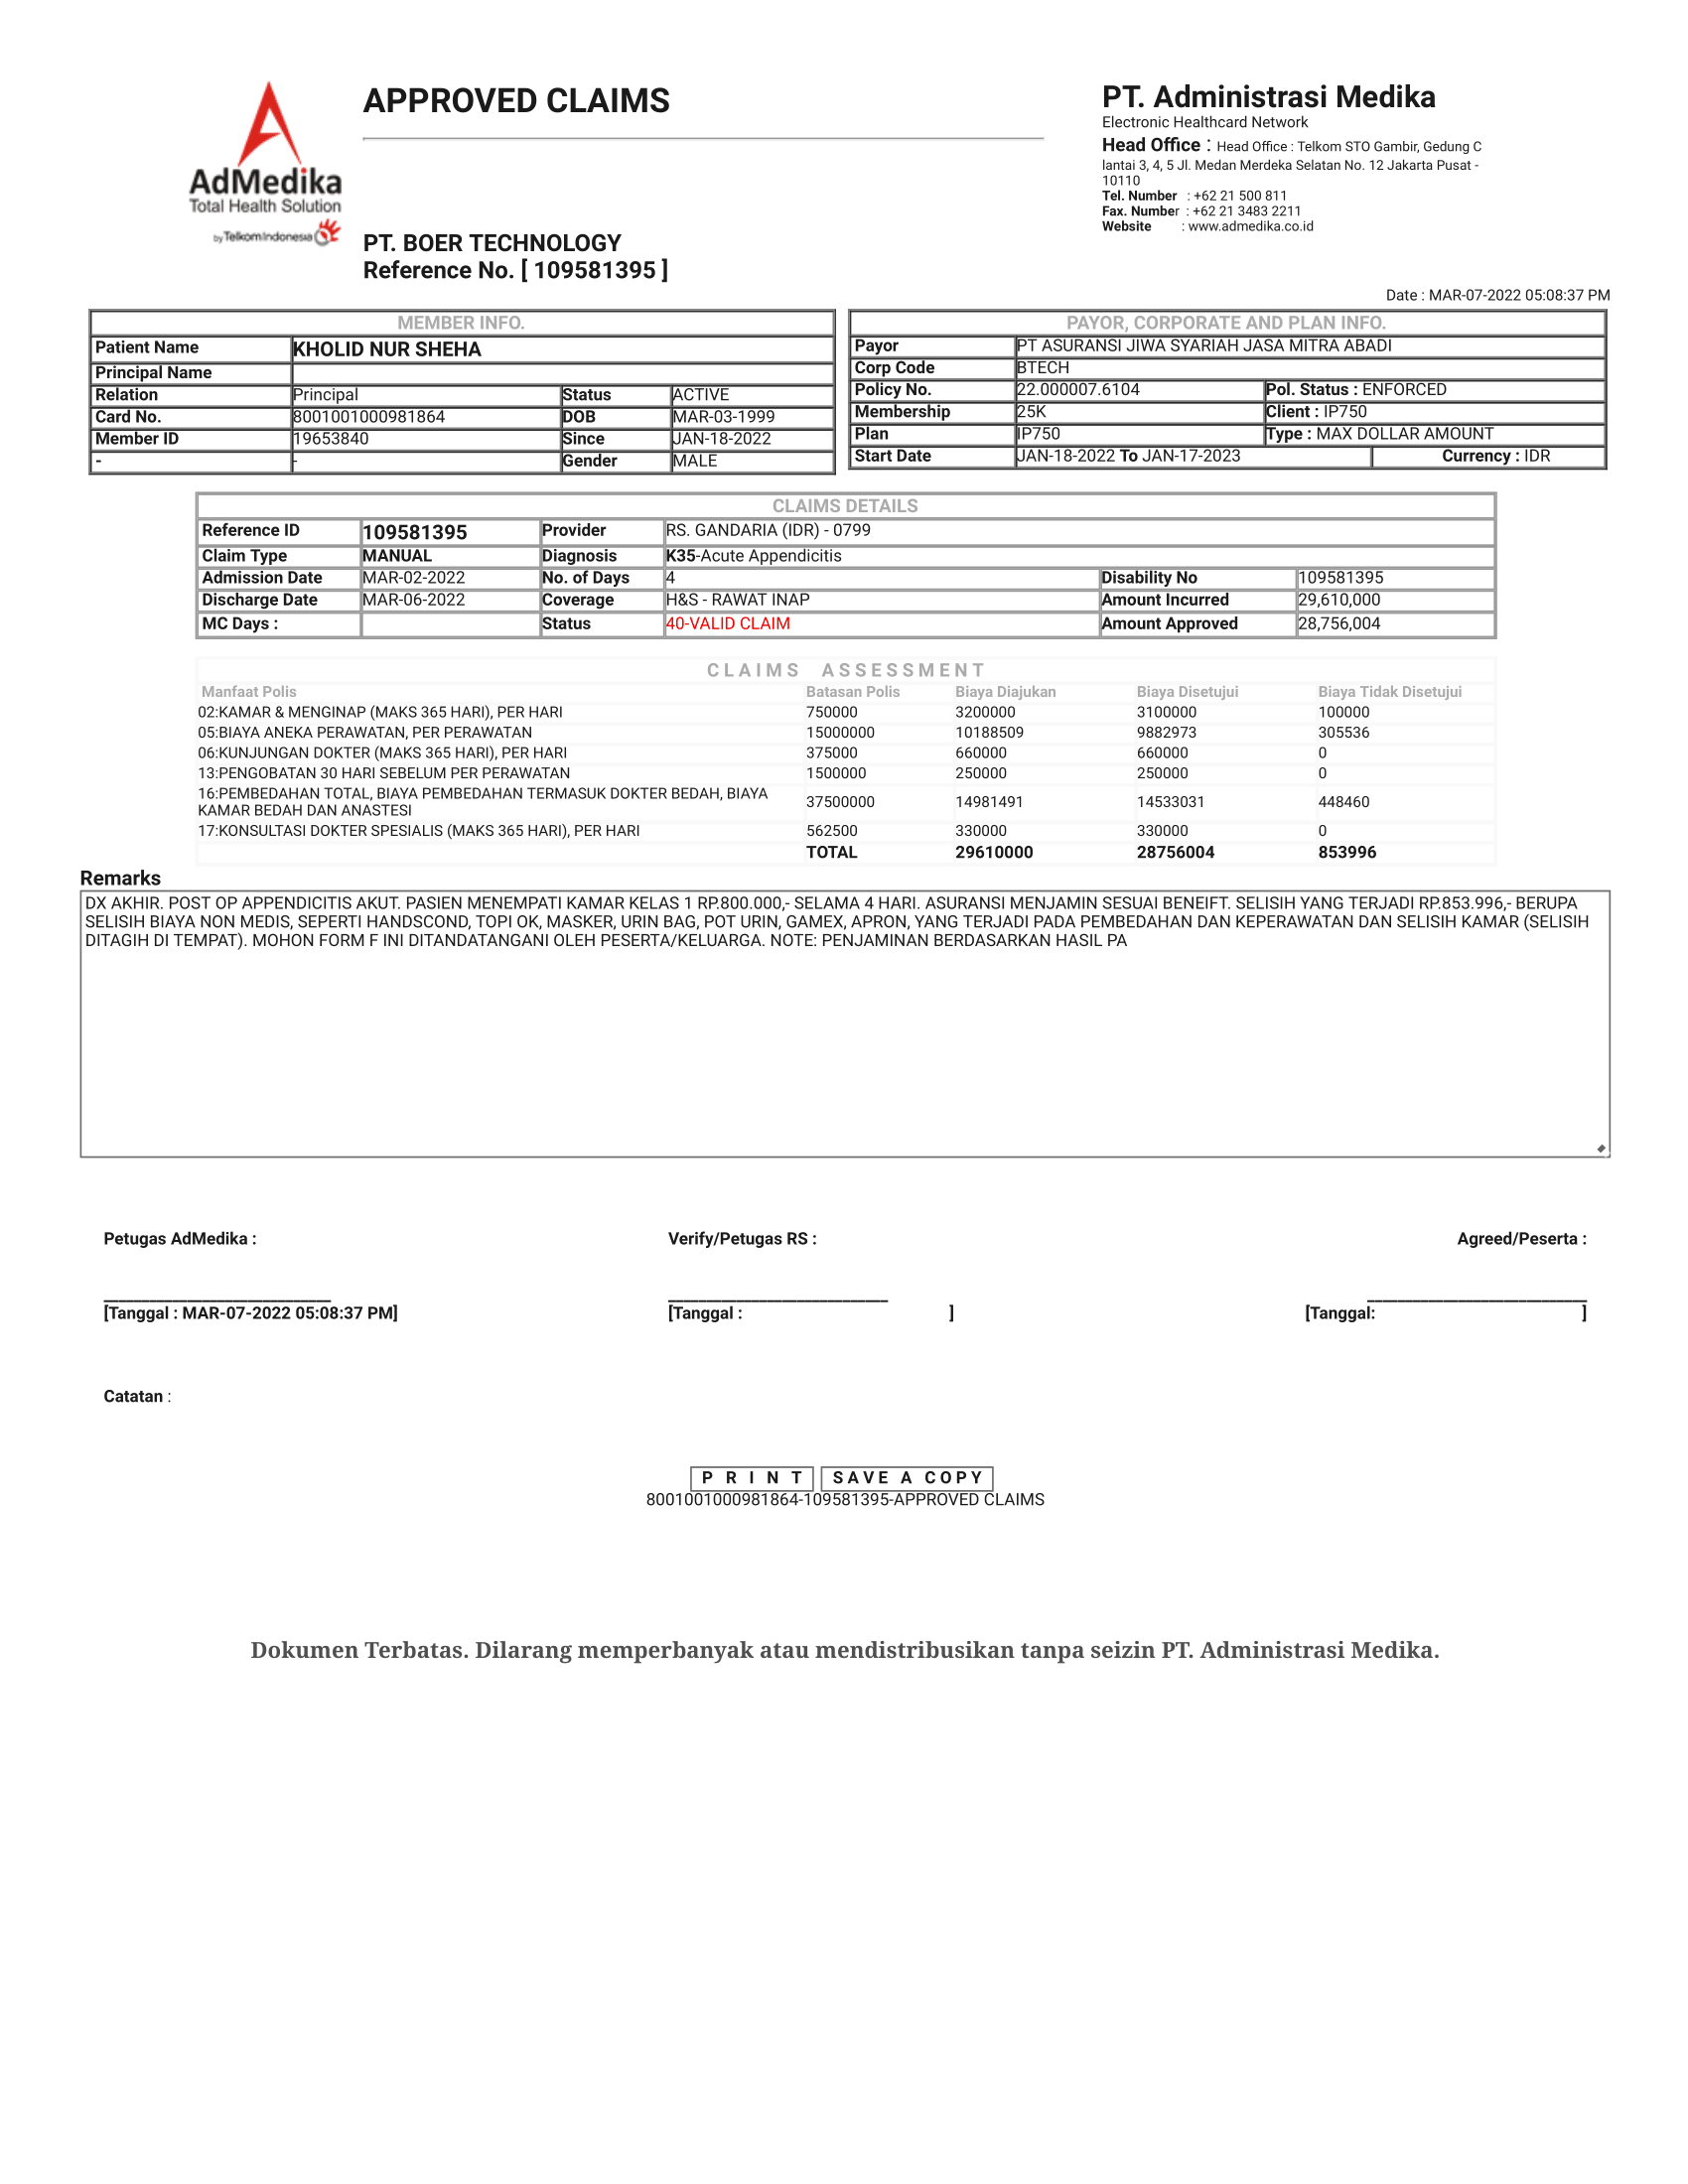 APPROVED CLAIMS
AdMedika
Total Health Solution
by TelkomIndonesia
PT. BOER TECHNOLOGY
Reference No. [ 109581395 ]
PT. Administrasi Medika
Electronic Healthcard Network
Head Office : Head Office : Telkom STO Gambir, Gedung C
lantai 3, 4, 5 Jl. Medan Merdeka Selatan No. 12 Jakarta Pusat -
10110
Tel. Number : +62 21 500 811
Fax. Number : +62 21 3483 2211
Website : www.admedika.co.id
Date : MAR-07-2022 05:08:37 PM
MEMBER INFO.
Patient Name KHOLID NUR SHEHA
Principal Name
Relation Principal Status ACTIVE
Card No. 8001001000981864 DOB MAR-03-1999
Member ID 19653840 Since JAN-18-2022
- - Gender MALE
PAYOR, CORPORATE AND PLAN INFO.
Payor PT ASURANSI JIWA SYARIAH JASA MITRA ABADI
Corp Code BTECH
Policy No. 22.000007.6104 Pol. Status : ENFORCED
Membership 25K Client : IP750
Plan IP750 Type : MAX DOLLAR AMOUNT
Start Date JAN-18-2022 To JAN-17-2023 Currency : IDR
CLAIMS DETAILS
Reference ID 109581395 Provider RS. GANDARIA (IDR) - 0799
Claim Type MANUAL Diagnosis K35-Acute Appendicitis
Admission Date MAR-02-2022 No. of Days 4 Disability No 109581395
Discharge Date MAR-06-2022 Coverage H&S - RAWAT INAP Amount Incurred 29,610,000
MC Days : Status 40-VALID CLAIM Amount Approved 28,756,004
CLAIMS ASSESSMENT
Manfaat Polis Batasan Polis Biaya Diajukan Biaya Disetujui Biaya Tidak Disetujui
02:KAMAR & MENGINAP (MAKS 365 HARI), PER HARI 750000 3200000 3100000 100000
05:BIAYA ANEKA PERAWATAN, PER PERAWATAN 15000000 10188509 9882973 305536
06:KUNJUNGAN DOKTER (MAKS 365 HARI), PER HARI 375000 660000 660000 0
13:PENGOBATAN 30 HARI SEBELUM PER PERAWATAN 1500000 250000 250000 0
16:PEMBEDAHAN TOTAL, BIAYA PEMBEDAHAN TERMASUK DOKTER BEDAH, BIAYA
KAMAR BEDAH DAN ANASTESI 37500000 14981491 14533031 448460
17:KONSULTASI DOKTER SPESIALIS (MAKS 365 HARI), PER HARI 562500 330000 330000 0
TOTAL 29610000 28756004 853996
Remarks
DX AKHIR. POST OP APPENDICITIS AKUT. PASIEN MENEMPATI KAMAR KELAS 1 RP.800.000,- SELAMA 4 HARI. ASURANSI MENJAMIN SESUAI BENEIFT. SELISIH YANG TERJADI RP.853.996,- BERUPA
SELISIH BIAYA NON MEDIS, SEPERTI HANDSCOND, TOPI OK, MASKER, URIN BAG, POT URIN, GAMEX, APRON, YANG TERJADI PADA PEMBEDAHAN DAN KEPERAWATAN DAN SELISIH KAMAR (SELISIH
DITAGIH DI TEMPAT). MOHON FORM F INI DITANDATANGANI OLEH PESERTA/KELUARGA. NOTE: PENJAMINAN BERDASARKAN HASIL PA
Petugas AdMedika : Verify/Petugas RS : Agreed/Peserta :
[Tanggal : MAR-07-2022 05:08:37 PM] [Tanggal : ] [Tanggal: ]
Catatan :
PRINT SAVE A COPY
8001001000981864-109581395-APPROVED CLAIMS
Dokumen Terbatas. Dilarang memperbanyak atau mendistribusikan tanpa seizin PT. Administrasi Medika.